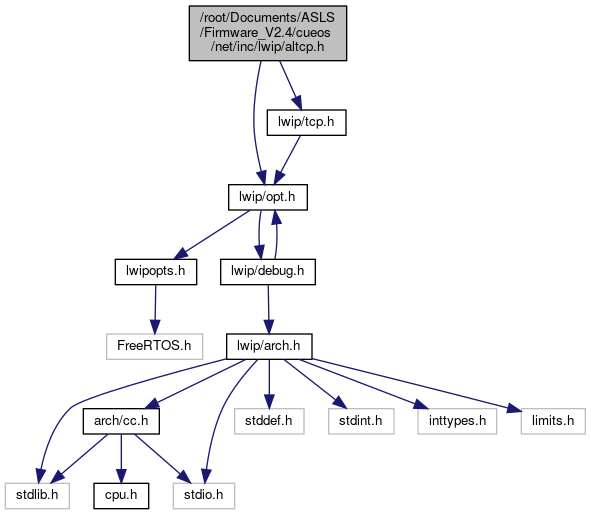 /root/Documents/ASLS
/Firmware_V2.4/cueos
/net/inc/lwip/altcp.h
lwip/tcp.h
lwip/opt.h
lwipopts.h
lwip/debug.h
FreeRTOS.h
lwip/arch.h
arch/cc.h
stddef.h
stdint.h
inttypes.h
limits.h
stdlib.h
cpu.h
stdio.h